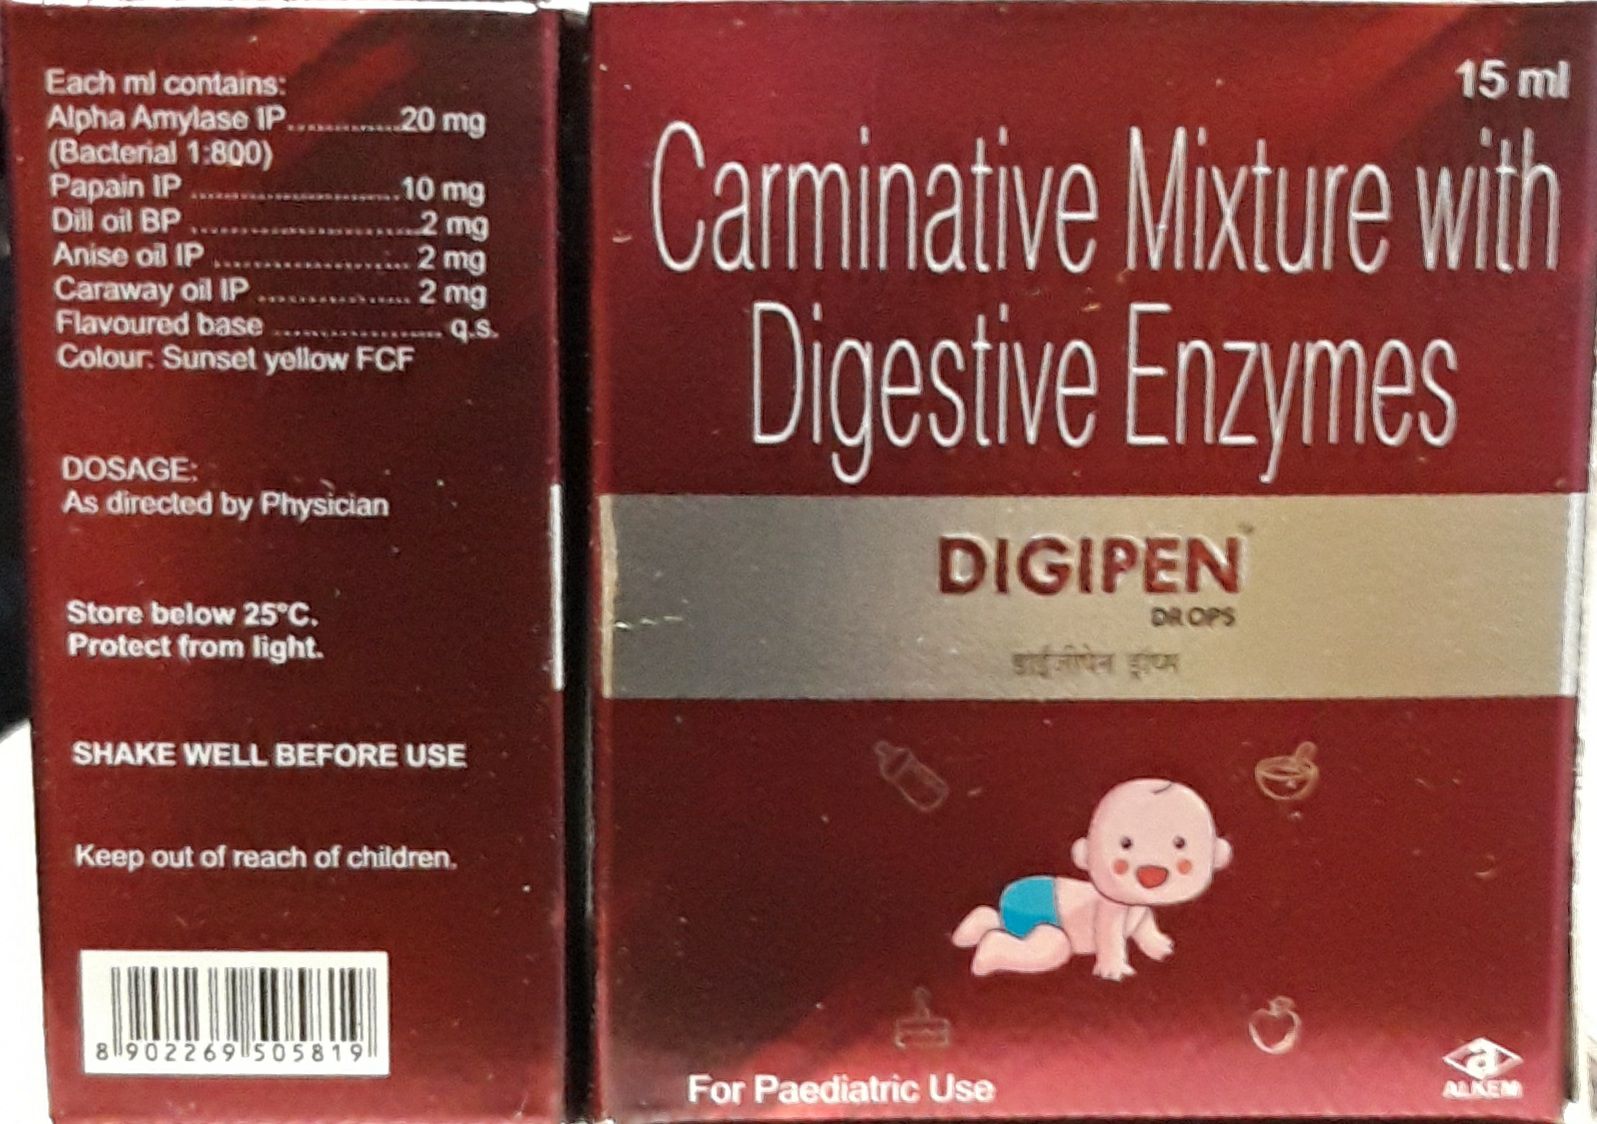 Each ml contains:
Alpha Amylase IP............20 mg
(Bacterial 1:800)
Papain IP ......................10 mg
Dill oil BP ........................2 mg
Anise oil IP ..................... 2 mg
Caraway oil IP ................ 2 mg
Flavoured base .................. q.s.
Colour: Sunset yellow FCF
DOSAGE:
As directed by Physician
Store below 25°C.
Protect from light.
SHAKE WELL BEFORE USE
Keep out of reach of children.
8 902269 505819
15 ml
Carminative Mixture with
Digestive Enzymes
DIGIPEN™
DROPS
डाईजीपेन ड्रॉप्स
For Paediatric Use
a
ALKEM